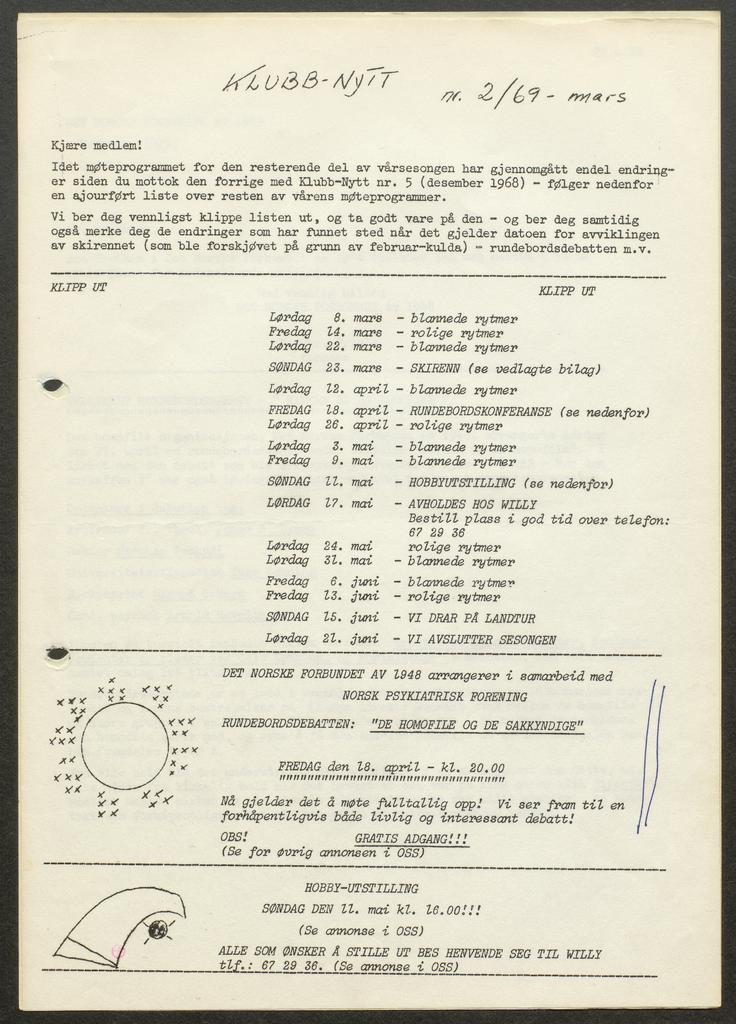 KLUBB-NYTT nr. 2/69 - mars
Kjære medlem!
Idet møteprogrammet for den resterende del av vårsesongen har gjennomgått endel endring-
er siden du mottok den forrige med Klubb-Nytt nr. 5 (desember 1968) - følger nedenfor
en ajourført liste over resten av vårens møteprogrammer.
Vi ber deg vennligst klippe listen ut, og ta godt vare på den - og ber deg samtidig
også merke deg de endringer som har funnet sted når det gjelder datoen for avviklingen
av skirennet (som ble forskjøvet på grunn av februar-kulda) - rundebordsdebatten m.v.
KLIPP UT KLIPP UT
Lørdag 8. mars - blannede rytmer
Fredag 14. mars - rolige rytmer
Lørdag 22. mars - blannede rytmer
SØNDAG 23. mars - SKIRENN (se vedlagte bilag)
Lørdag 12. april - blannede rytmer
FREDAG 18. april - RUNDEBORDSKONFERANSE (se nedenfor)
Lørdag 26. april - rolige rytmer
Lørdag 3. mai - blannede rytmer
Fredag 9. mai - blannede rytmer
SØNDAG 11. mai - HOBBYUTSTILLING (se nedenfor)
LØRDAG 17. mai - AVHOLDES HOS WILLY
Bestill plass i god tid over telefon:
67 29 36
Lørdag 24. mai rolige rytmer
Lørdag 31. mai - blannede rytmer
Fredag 6. juni - blannede rytmer
Fredag 13. juni - rolige rytmer
SØNDAG 15. juni - VI DRAR PÅ LANDTUR
Lørdag 21. juni - VI AVSLUTTER SESONGEN
DET NORSKE FORBUNDET AV 1948 arrangerer i samarbeid med
NORSK PSYKIATRISK FORENING
RUNDEBORDSDEBATTEN: "DE HOMOFILE OG DE SAKKYNDIGE"
FREDAG den 18. april - kl. 20.00
Nå gjelder det å møte fulltallig opp! Vi ser fram til en
forhåpentligvis både livlig og interessant debatt!
OBS! GRATIS ADGANG!!!
(Se for øvrig annonsen i OSS)
HOBBY-UTSTILLING
SØNDAG DEN 11. mai kl. 16.00!!!
(Se annonse i OSS)
ALLE SOM ØNSKER Å STILLE UT BES HENVENDE SEG TIL WILLY
tlf.: 67 29 36. (Se annonse i OSS)